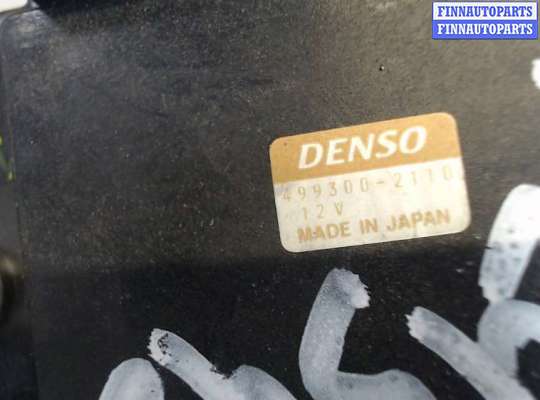 FINNAUTOPARTS
FINNAUTOPARTS
DENSO
499300-2110
12V
MADE IN JAPAN